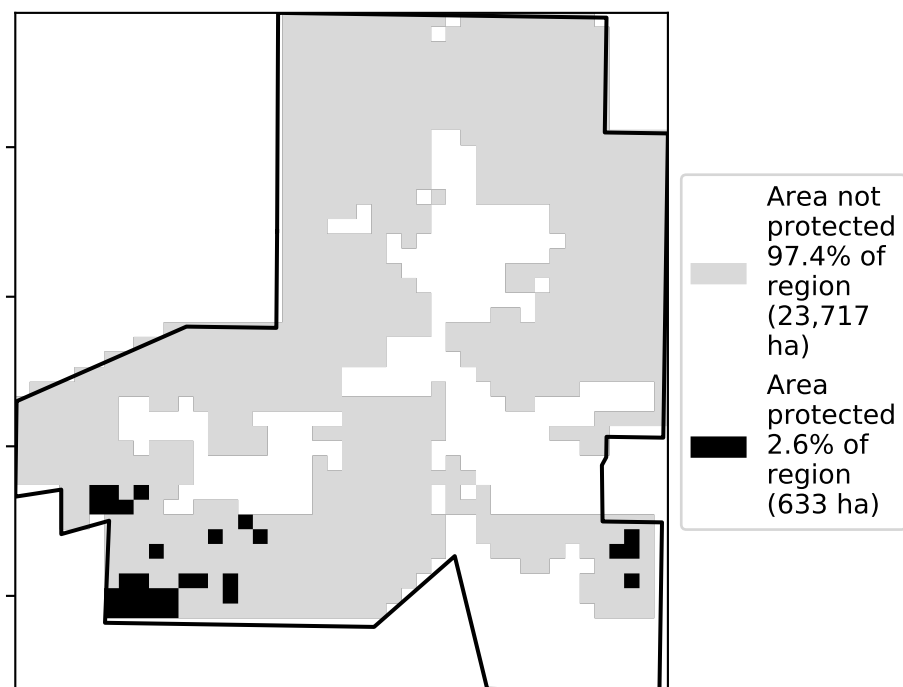 Area not
protected
97.4% of
region
(23,717
ha)
Area
protected
2.6% of
region
(633 ha)